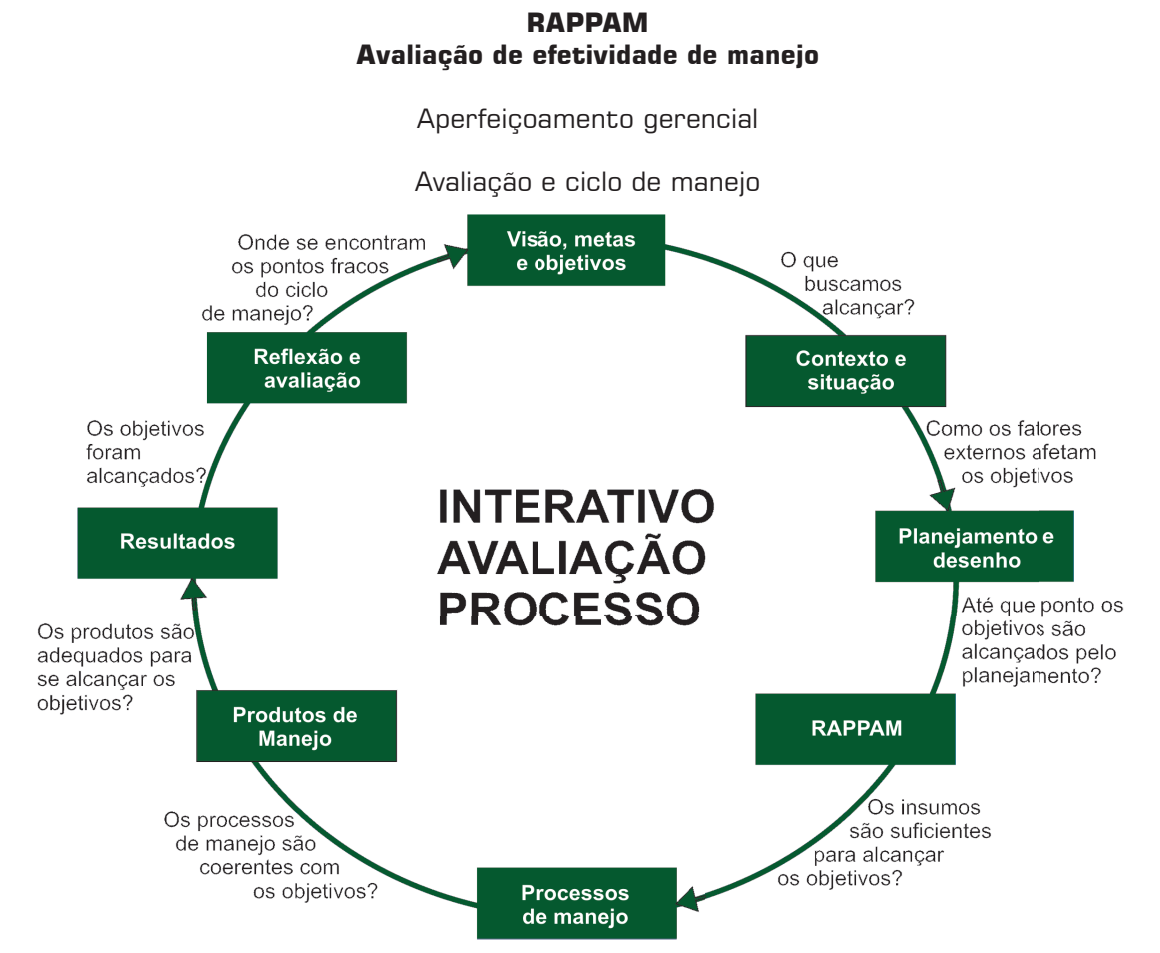 RAPPAM
Avaliação de efetividade de manejo
Aperfeiçoamento gerencial
Avaliação e ciclo de manejo
Visão, metas
e objetivos
O que
buscamos
alcançar?
Contexto e
situação
Como os fatores
externos afetam
os objetivos
Planejamento e
desenho
Até que ponto os
objetivos são
alcançados pelo
planejamento?
RAPPAM
Os insumos
são suficientes
para alcançar
os objetivos?
Processos
de manejo
Os processos
de manejo são
coerentes com
os objetivos?
Produtos de
Manejo
Os produtos são
adequados para
se alcançar os
objetivos?
Resultados
Os objetivos
foram
alcançados?
Reflexão e
avaliação
Onde se encontram
os pontos fracos
do ciclo
de manejo?
INTERATIVO
AVALIAÇÃO
PROCESSO